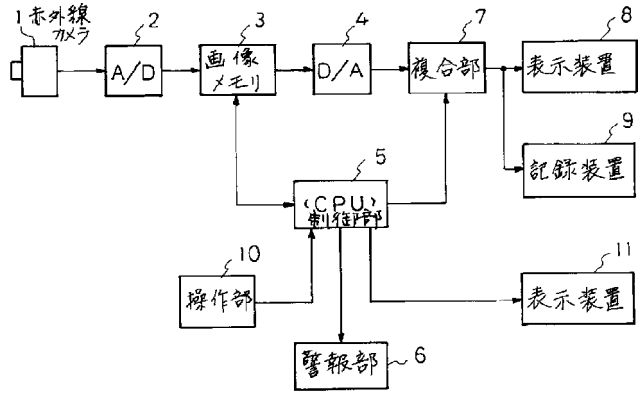 1 赤外線
カメラ
2
A/D
3
画像
メモリ
4
D/A
7
複合部
8
表示装置
9
記録装置
5
(CPU)
制御部
10
操作部
11
表示装置
警報部
6